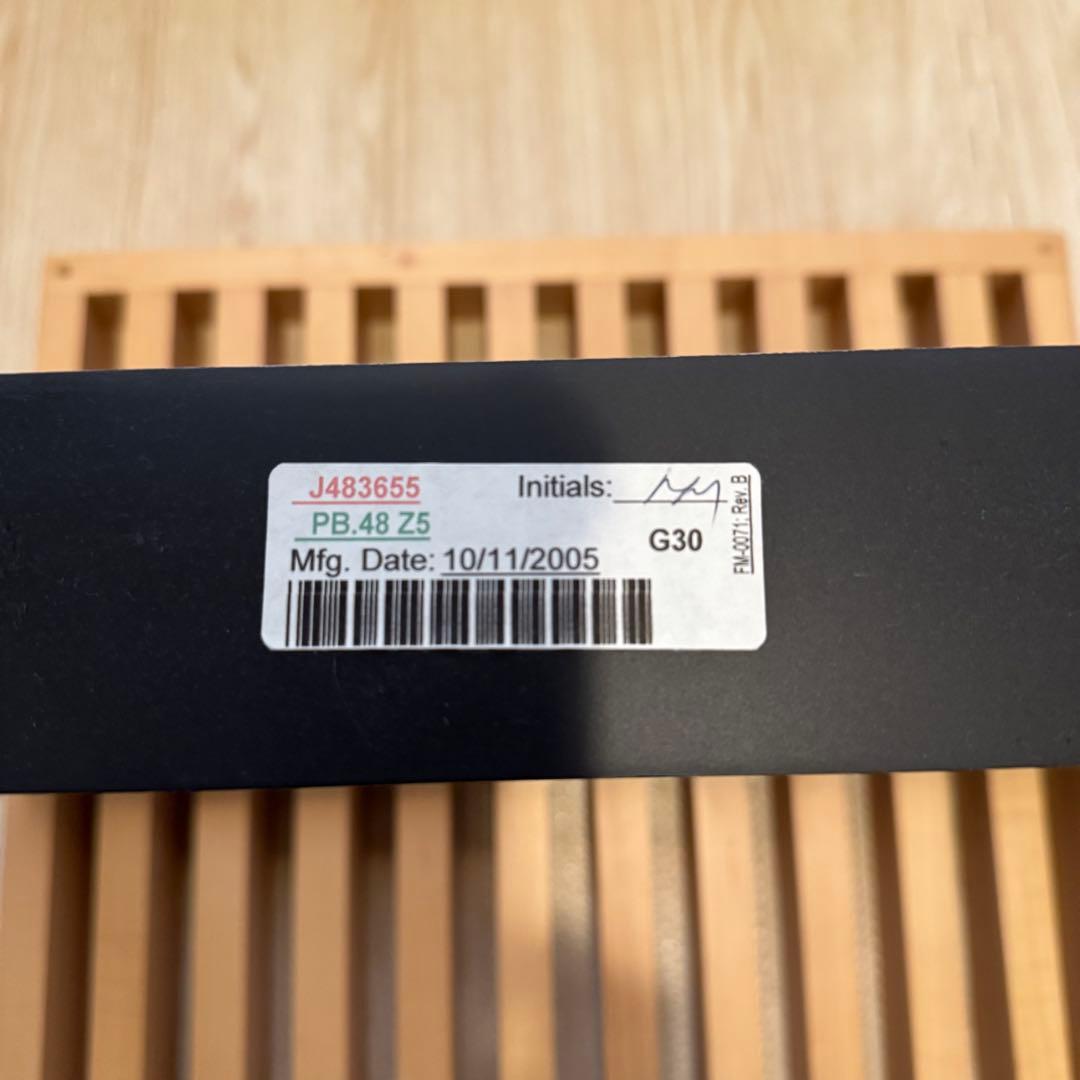 J483655
Initials:
PB.48 Z5
G30
Mfg. Date: 10/11/2005
FM-0071; Rev. B